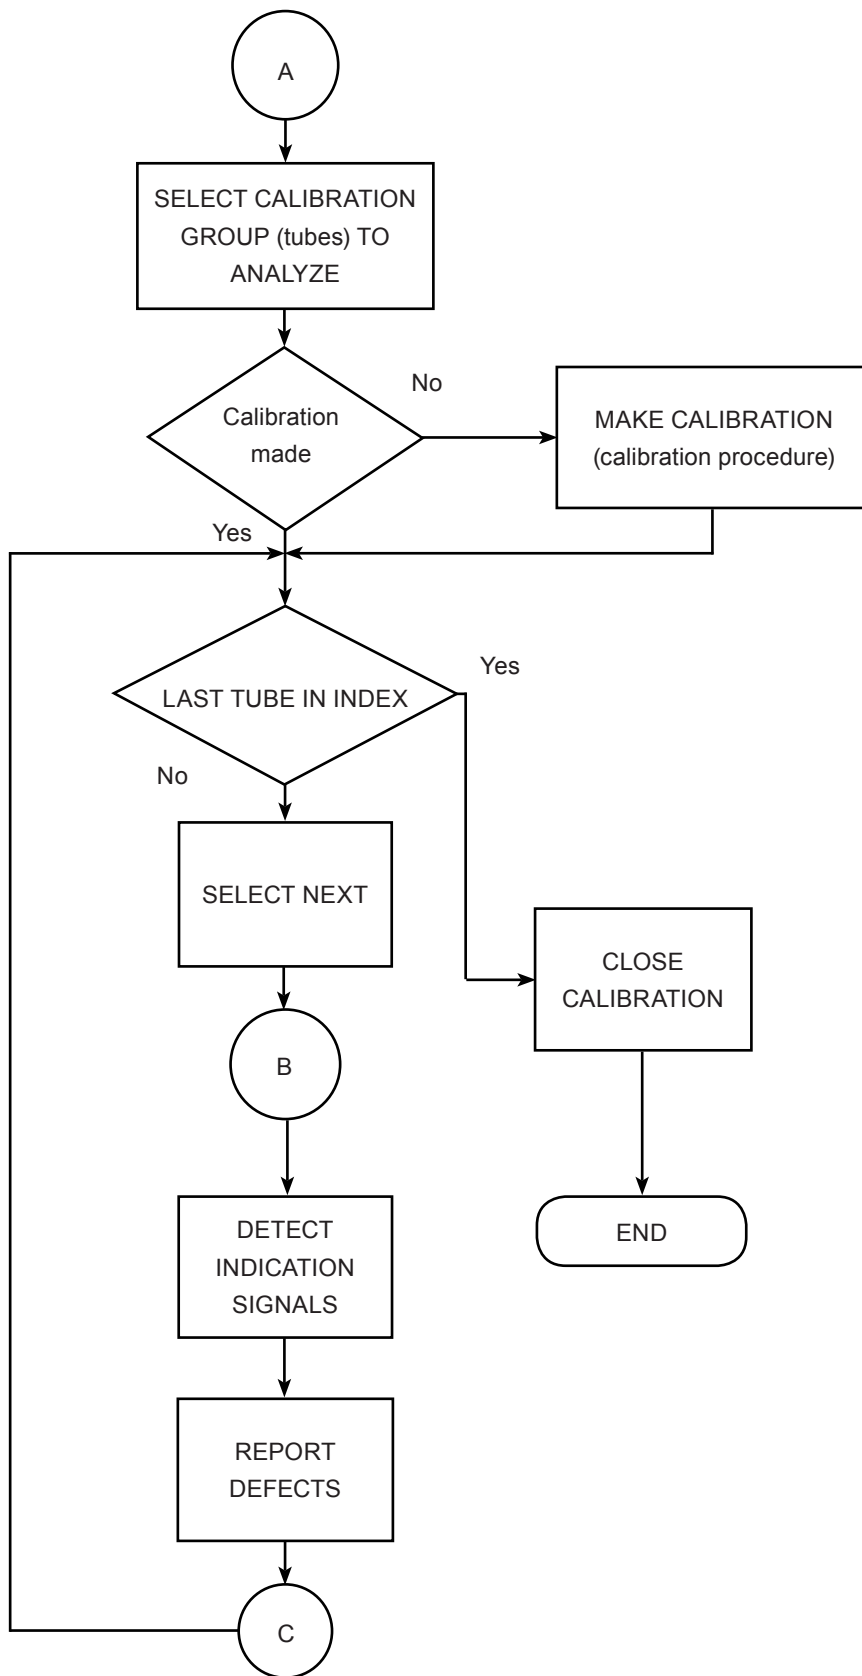 A
SELECT CALIBRATION
GROUP (tubes) TO
ANALYZE
Calibration
made
No
MAKE CALIBRATION
(calibration procedure)
Yes
LAST TUBE IN INDEX
Yes
No
SELECT NEXT
CLOSE
CALIBRATION
B
DETECT
INDICATION
SIGNALS
END
REPORT
DEFECTS
C